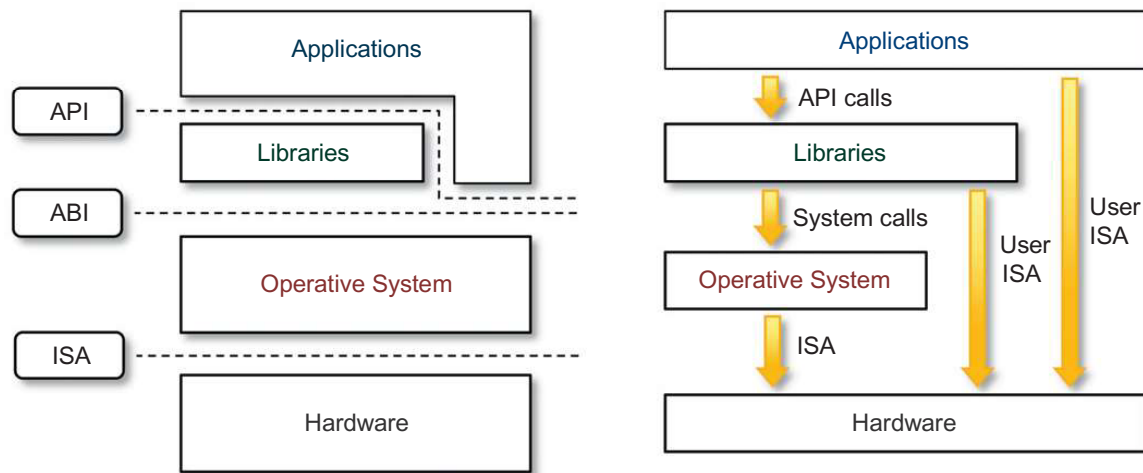 Applications
API
Libraries
ABI
Operative System
ISA
Hardware
Applications
API calls
Libraries
System calls
User
ISA
User
ISA
Operative System
ISA
Hardware